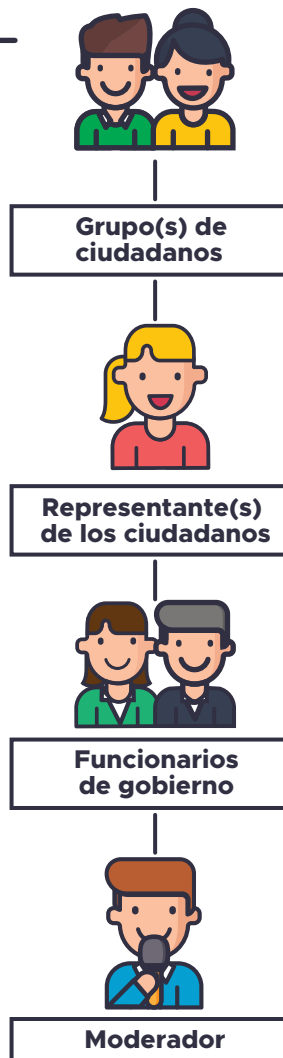 Grupo(s) de
ciudadanos
Representante(s)
de los ciudadanos
Funcionarios
de gobierno
Moderador